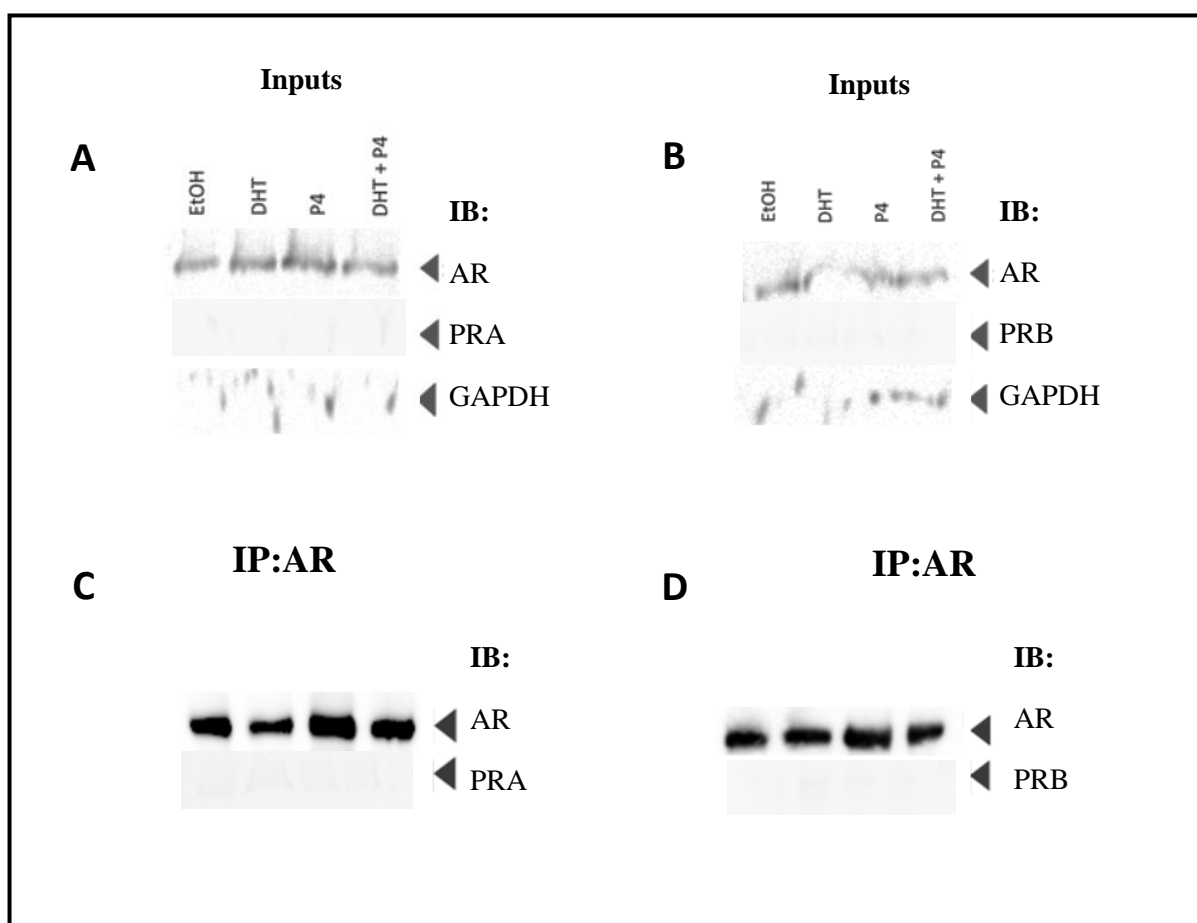 Inputs
A
EtOH
DHT
P4
DHT + P4
IB:
AR
PRA
GAPDH
Inputs
B
EtOH
DHT
P4
DHT + P4
IB:
AR
PRB
GAPDH
IP:AR
C
IB:
AR
PRA
IP:AR
D
IB:
AR
PRB